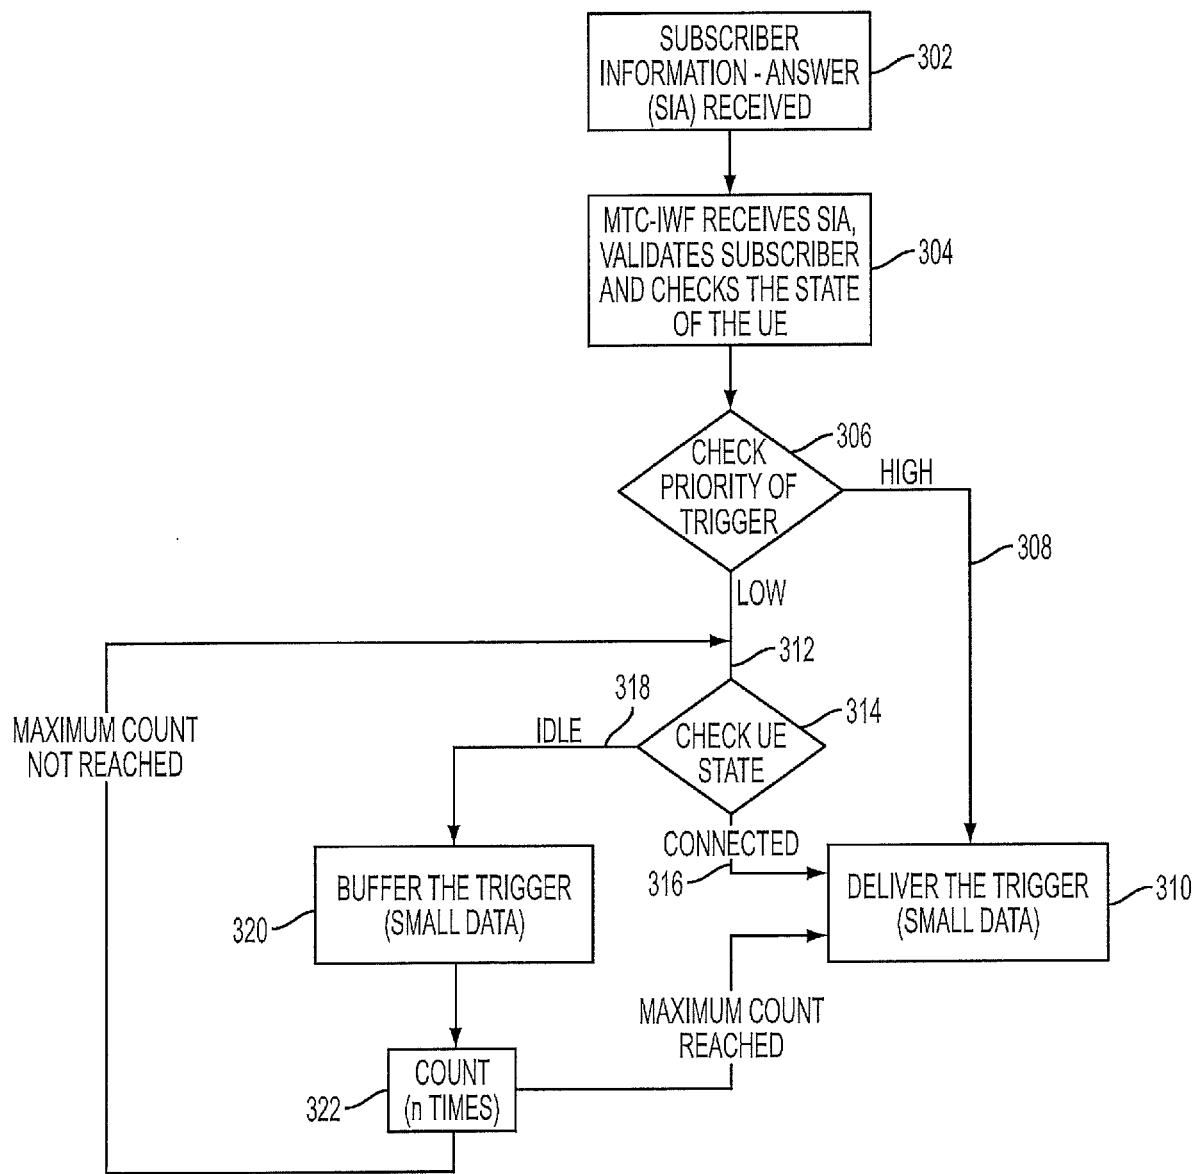 SUBSCRIBER
INFORMATION - ANSWER
(SIA) RECEIVED
302
MTC-IWF RECEIVES SIA,
VALIDATES SUBSCRIBER
AND CHECKS THE STATE
OF THE UE
304
CHECK
PRIORITY OF
TRIGGER
306
HIGH
308
LOW
312
CHECK UE
STATE
314
318
IDLE
MAXIMUM COUNT
NOT REACHED
CONNECTED
316
BUFFER THE TRIGGER
(SMALL DATA)
320
DELIVER THE TRIGGER
(SMALL DATA)
310
MAXIMUM COUNT
REACHED
COUNT
(n TIMES)
322